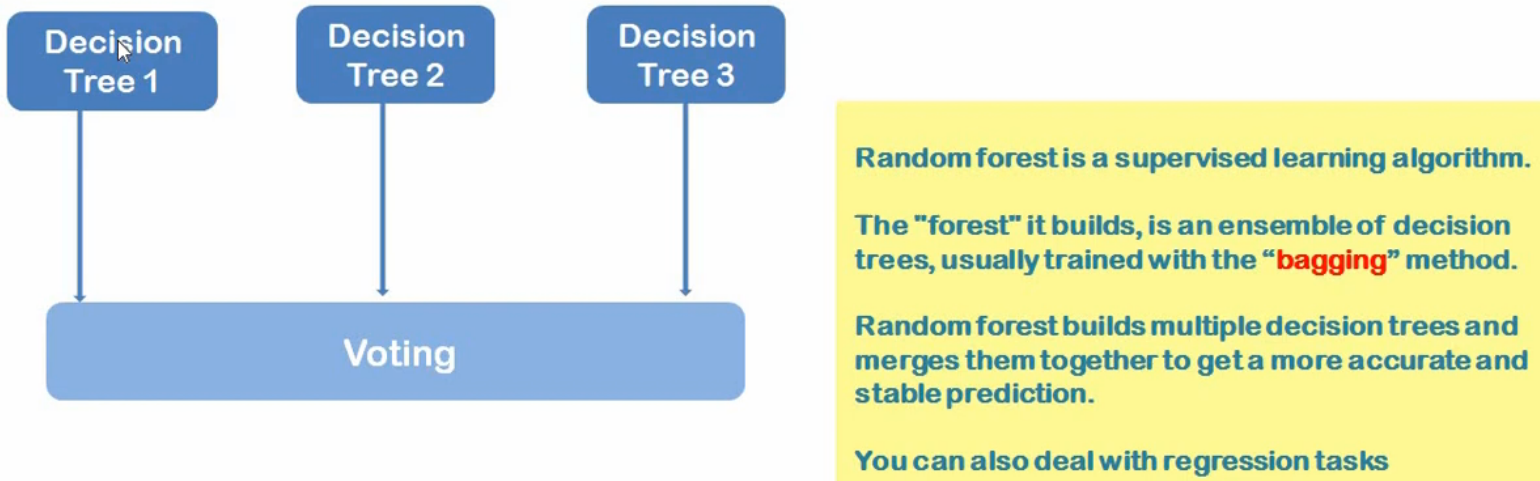 Decision
Tree 1
Decision
Tree 2
Decision
Tree 3
Voting
Random forest is a supervised learning algorithm.
The "forest" it builds, is an ensemble of decision
trees, usually trained with the “bagging” method.
Random forest builds multiple decision trees and
merges them together to get a more accurate and
stable prediction.
You can also deal with regression tasks